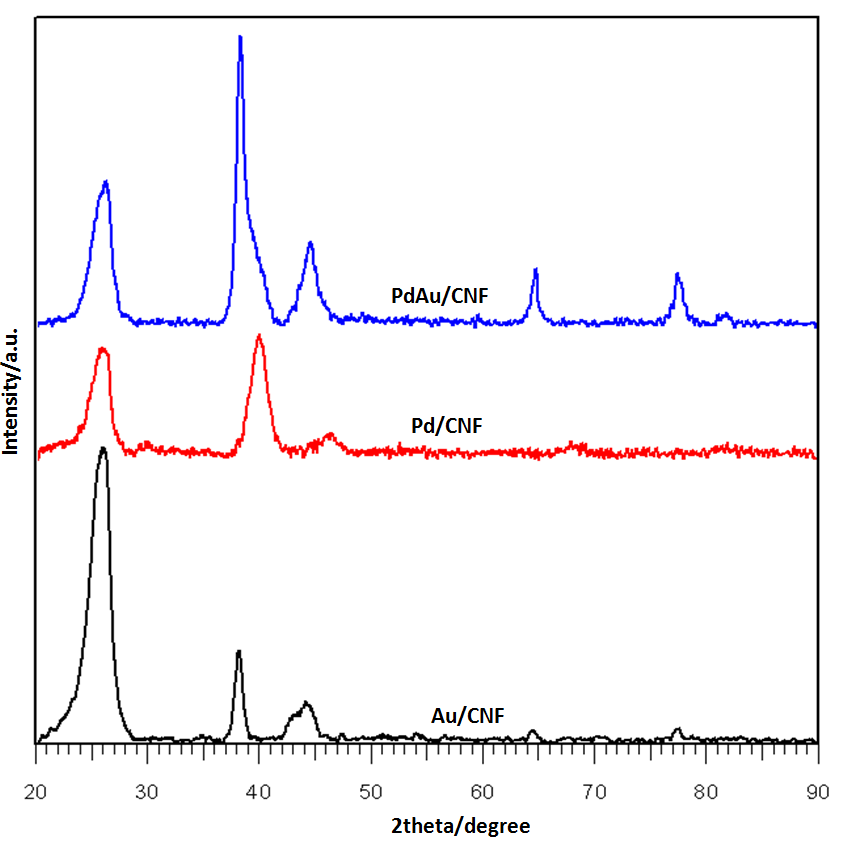 PdAu/CNF
Pd/CNF
Au/CNF
Intensity/a.u.
20 30 40 50 60 70 80 90
2theta/degree